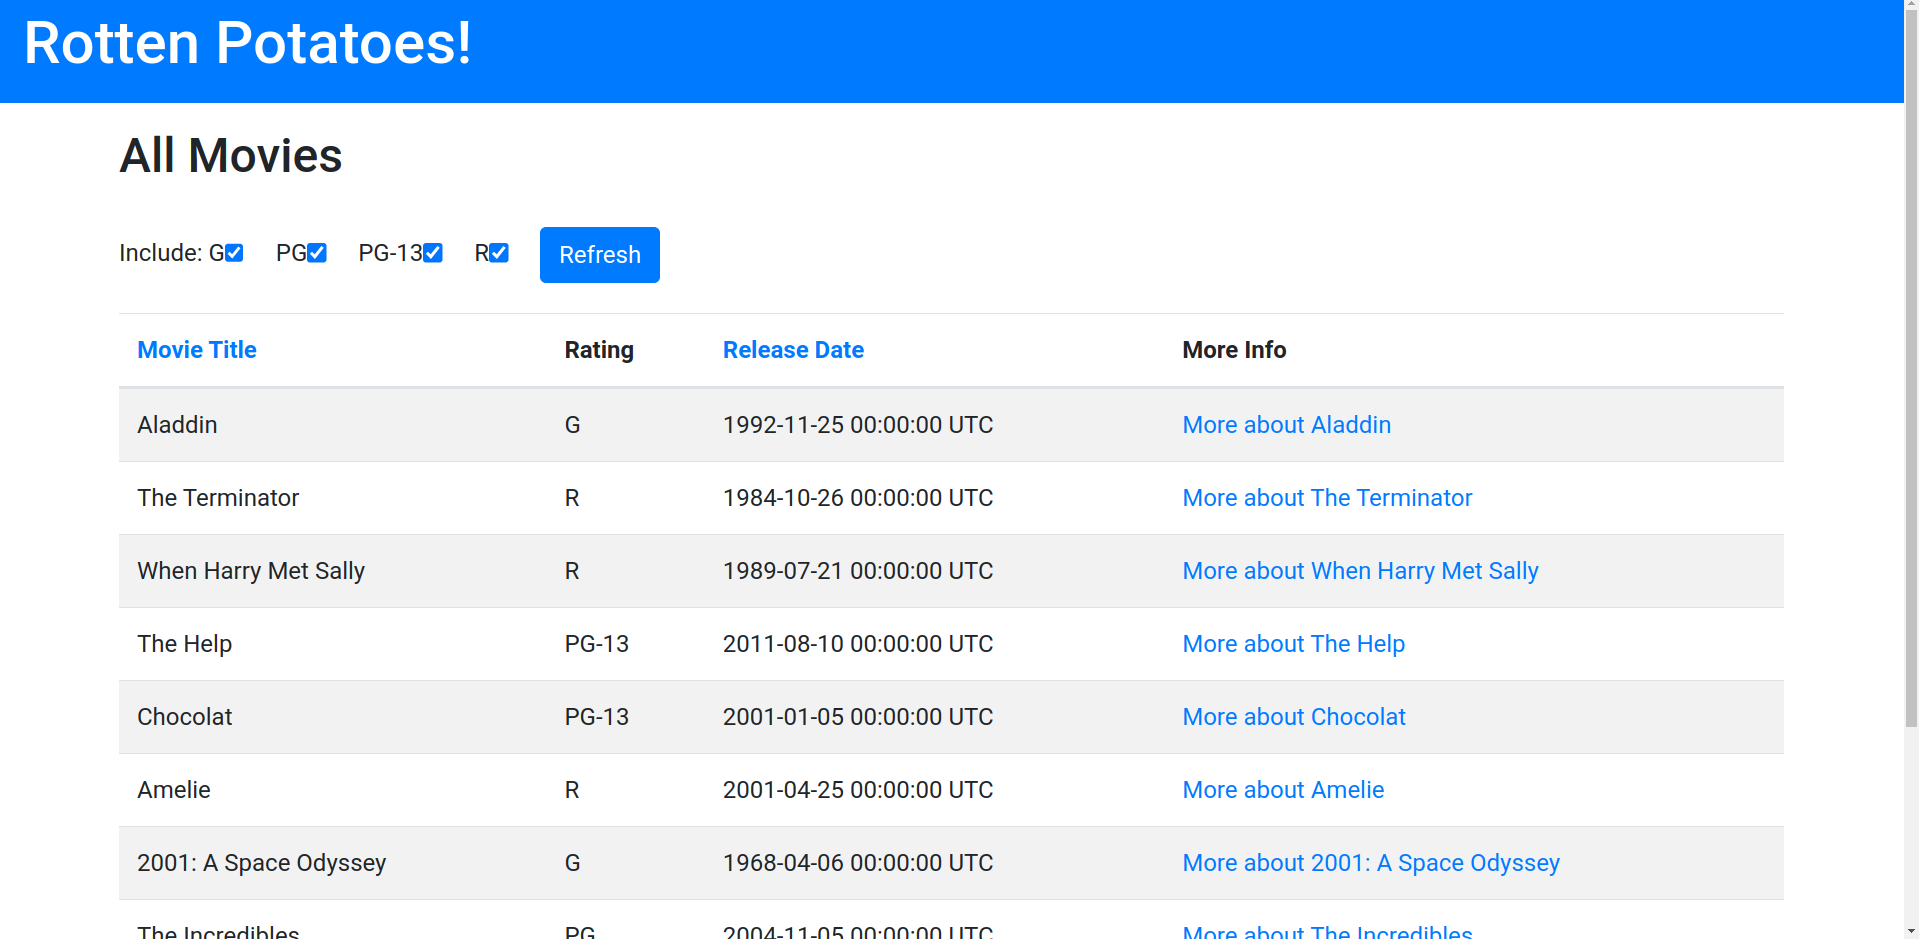 Rotten Potatoes!
All Movies
Include: G PG PG-13 R Refresh
Movie Title Rating Release Date More Info
Aladdin G 1992-11-25 00:00:00 UTC More about Aladdin
The Terminator R 1984-10-26 00:00:00 UTC More about The Terminator
When Harry Met Sally R 1989-07-21 00:00:00 UTC More about When Harry Met Sally
The Help PG-13 2011-08-10 00:00:00 UTC More about The Help
Chocolat PG-13 2001-01-05 00:00:00 UTC More about Chocolat
Amelie R 2001-04-25 00:00:00 UTC More about Amelie
2001: A Space Odyssey G 1968-04-06 00:00:00 UTC More about 2001: A Space Odyssey
The Incredibles PG 2004-11-05 00:00:00 UTC More about The Incredibles